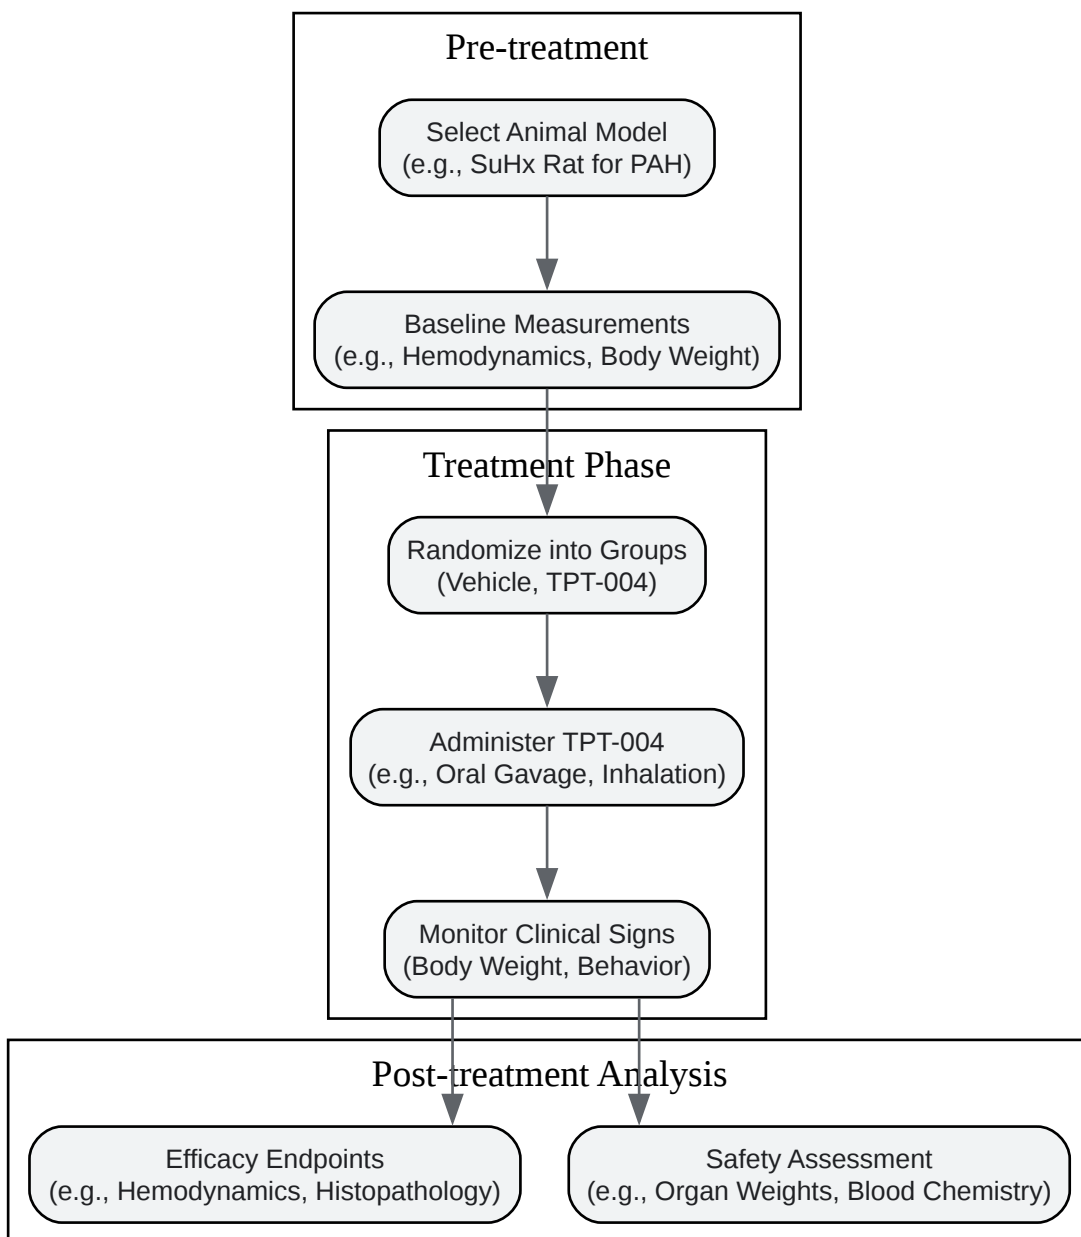 Pre-treatment
Select Animal Model
(e.g., SuHx Rat for PAH)
Baseline Measurements
(e.g., Hemodynamics, Body Weight)
Treatment Phase
Randomize into Groups
(Vehicle, TPT-004)
Administer TPT-004
(e.g., Oral Gavage, Inhalation)
Monitor Clinical Signs
(Body Weight, Behavior)
Post-treatment Analysis
Efficacy Endpoints
(e.g., Hemodynamics, Histopathology)
Safety Assessment
(e.g., Organ Weights, Blood Chemistry)